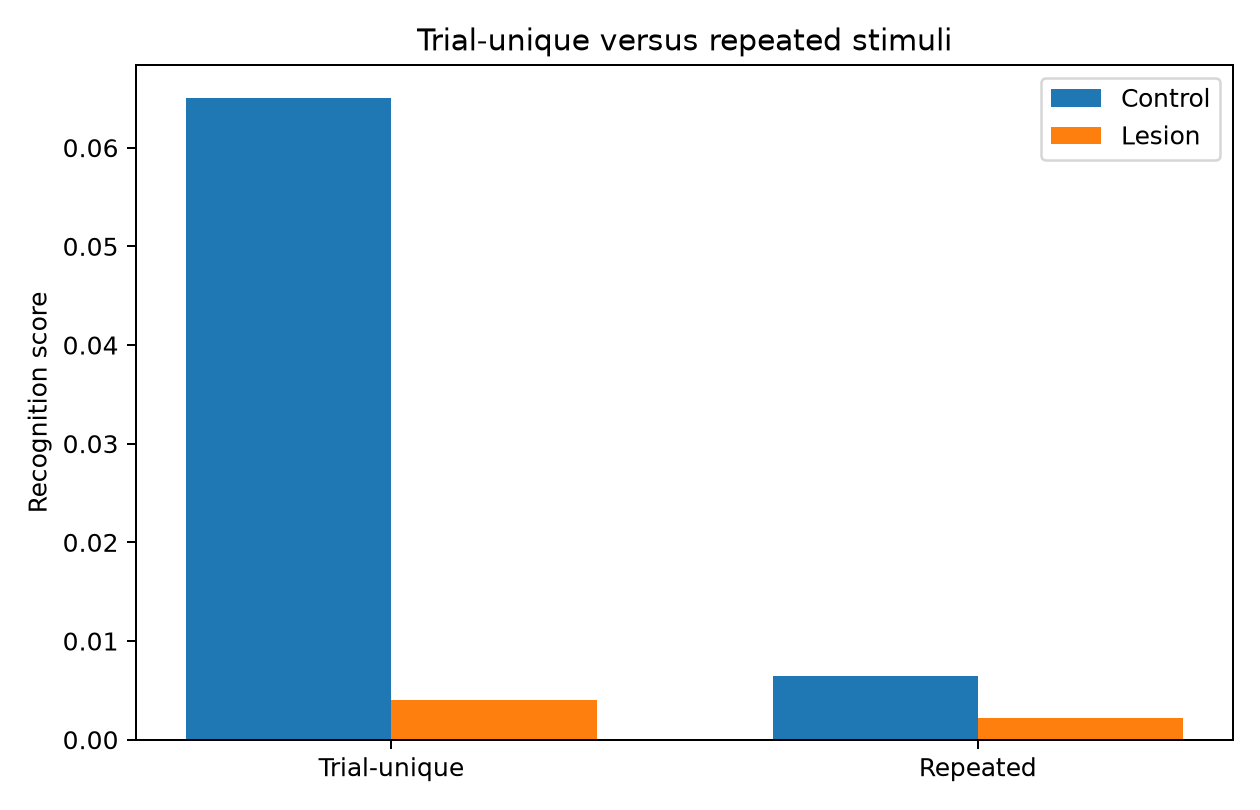 Trial-unique versus repeated stimuli
Control
Lesion
Recognition score
0.06
0.05
0.04
0.03
0.02
0.01
0.00
Trial-unique
Repeated